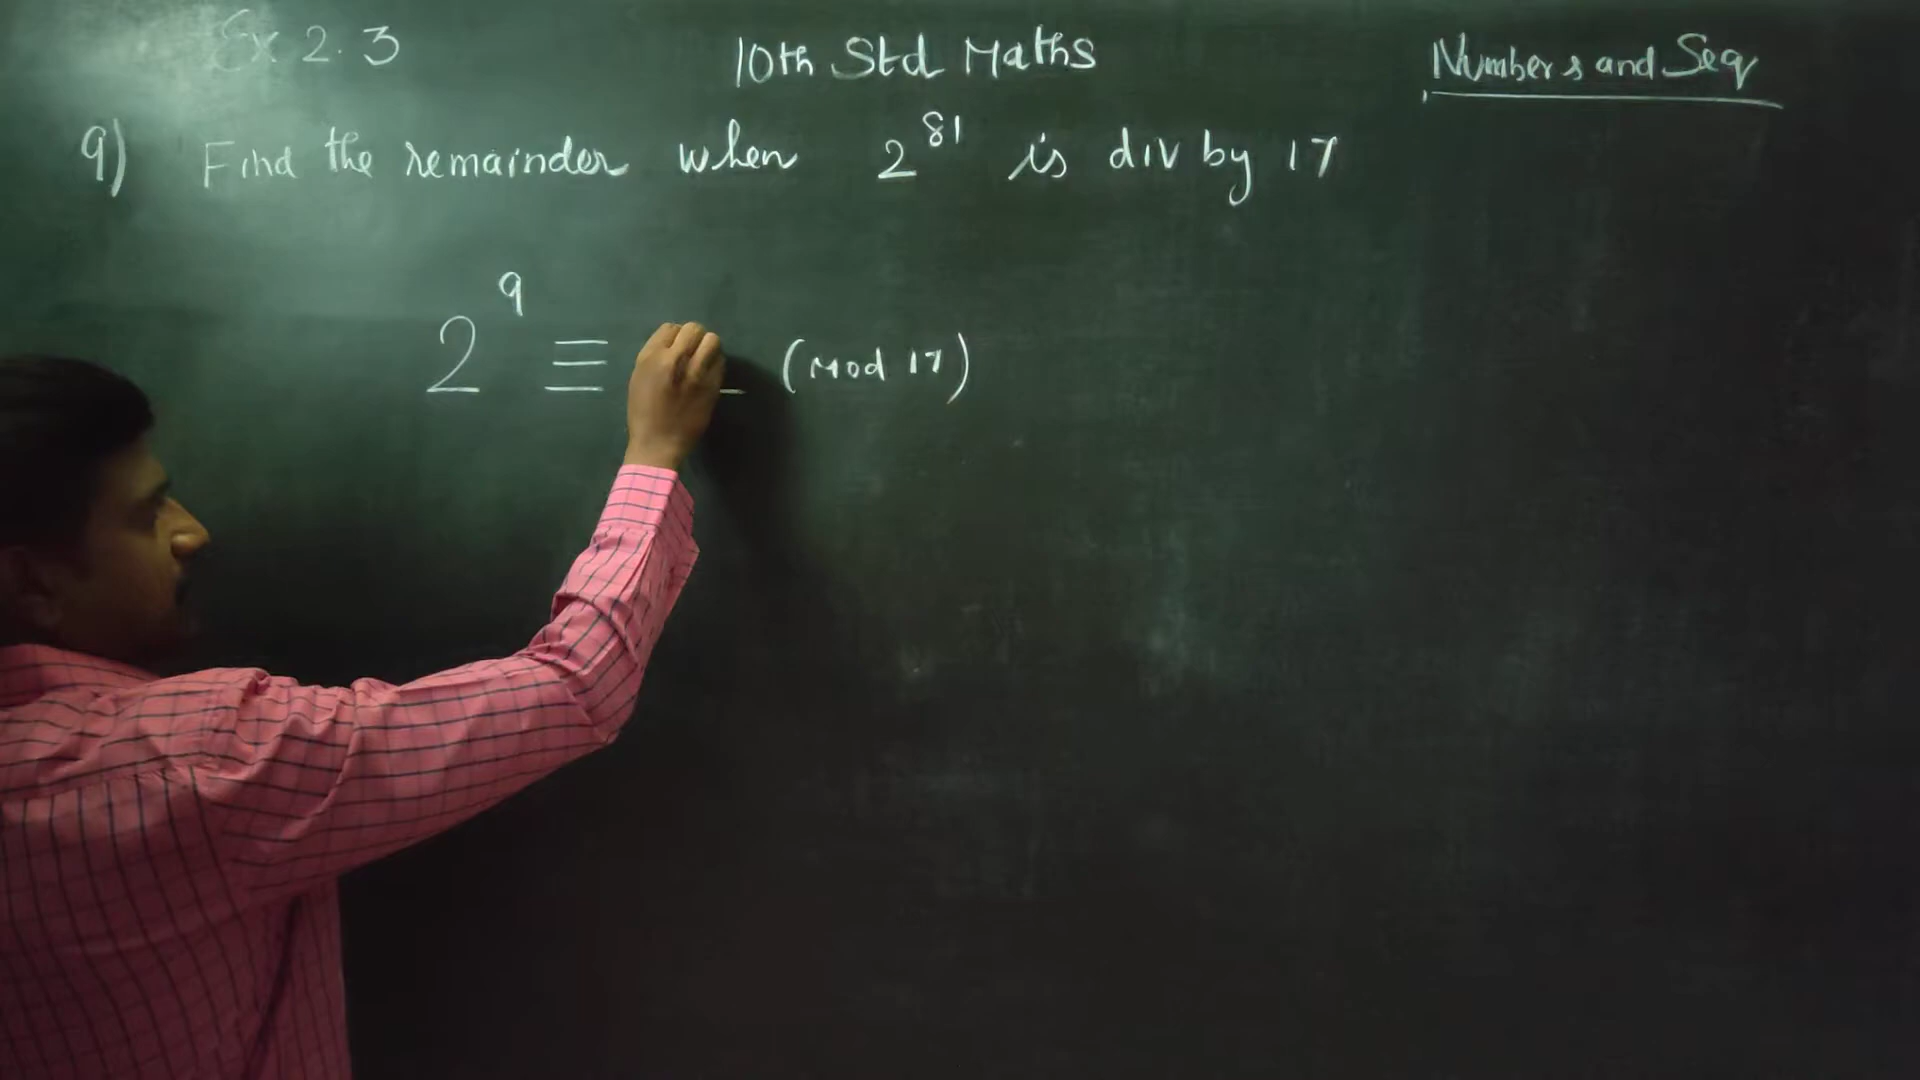 Ex 2.3
10th Std Maths
Numbers and Seq
9) Find the remainder when 2^81 is div by 17
2^9 ≡ (Mod 17)